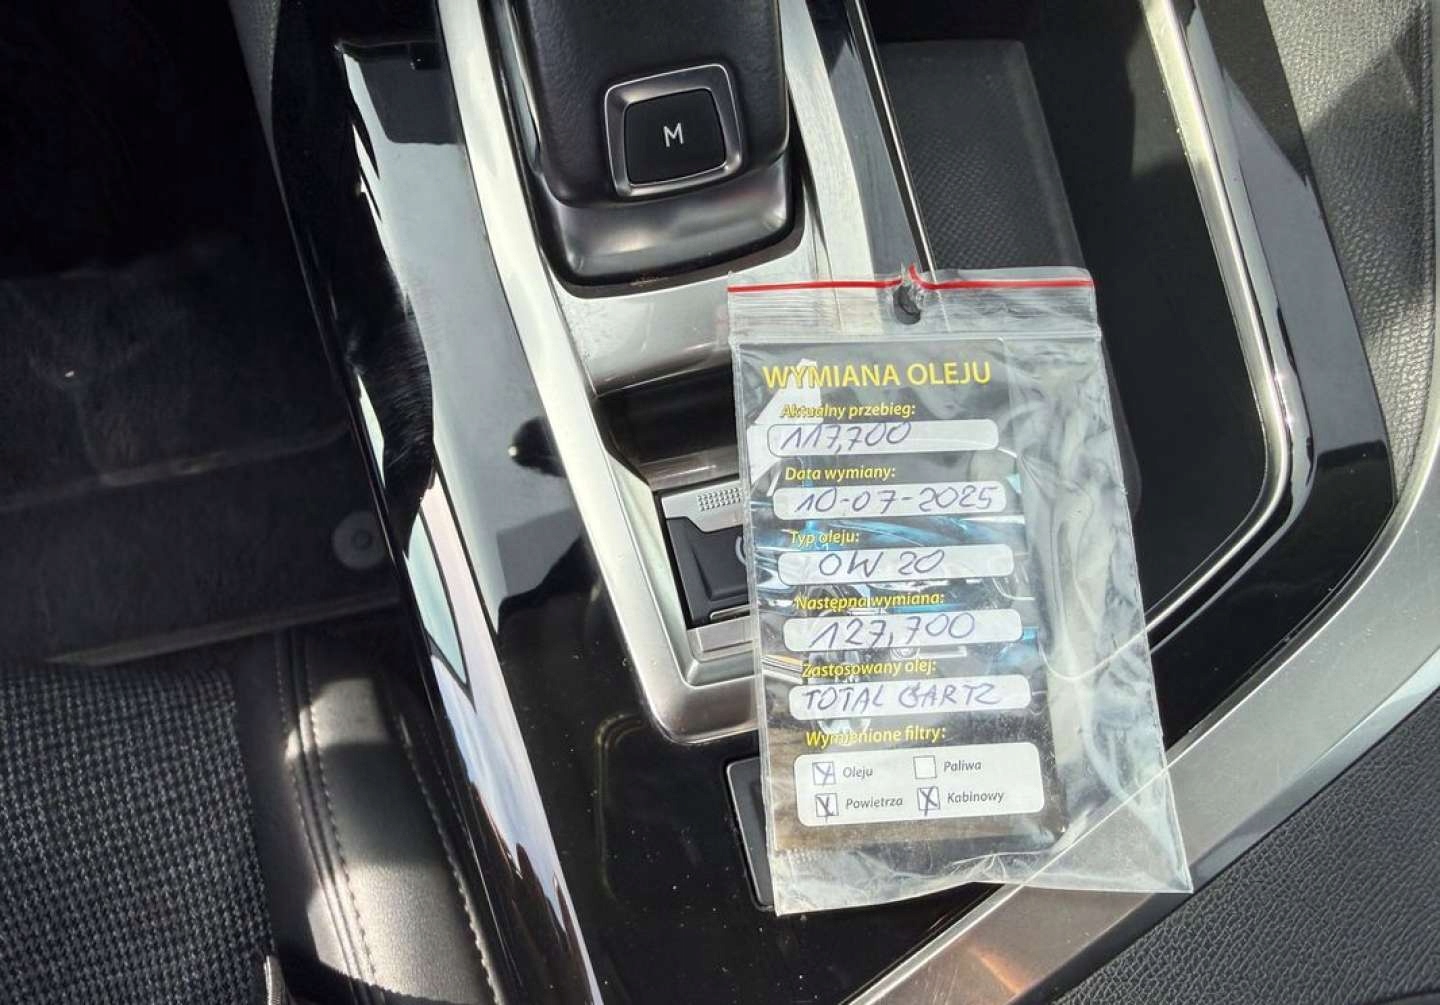 M
WYMIANA OLEJU
Aktualny przebieg:
117,700
Data wymiany:
10-07-2025
Typ oleju:
0W 20
Następna wymiana:
127,700
Zastosowany olej:
TOTAL
Wymienione filtry:
Oleju Paliwa
Powietrza Kabinowy